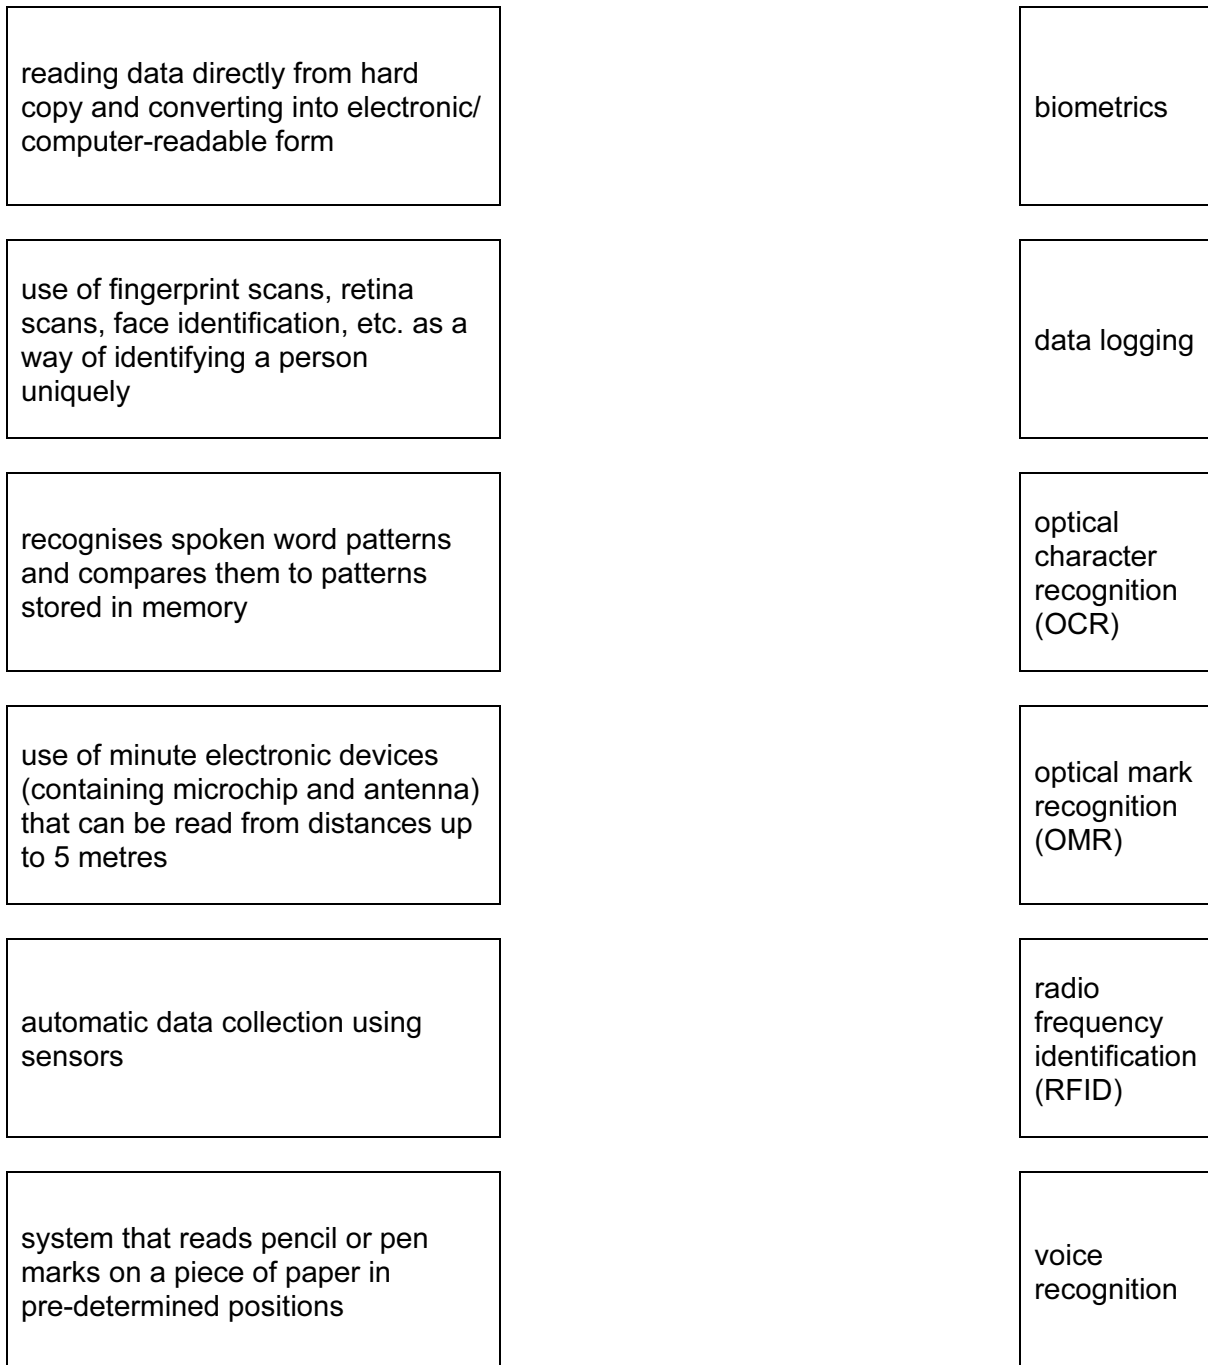 reading data directly from hard
copy and converting into electronic/
computer-readable form
biometrics
use of fingerprint scans, retina
scans, face identification, etc. as a
way of identifying a person
uniquely
data logging
recognises spoken word patterns
and compares them to patterns
stored in memory
optical
character
recognition
(OCR)
use of minute electronic devices
(containing microchip and antenna)
that can be read from distances up
to 5 metres
optical mark
recognition
(OMR)
automatic data collection using
sensors
radio
frequency
identification
(RFID)
system that reads pencil or pen
marks on a piece of paper in
pre-determined positions
voice
recognition